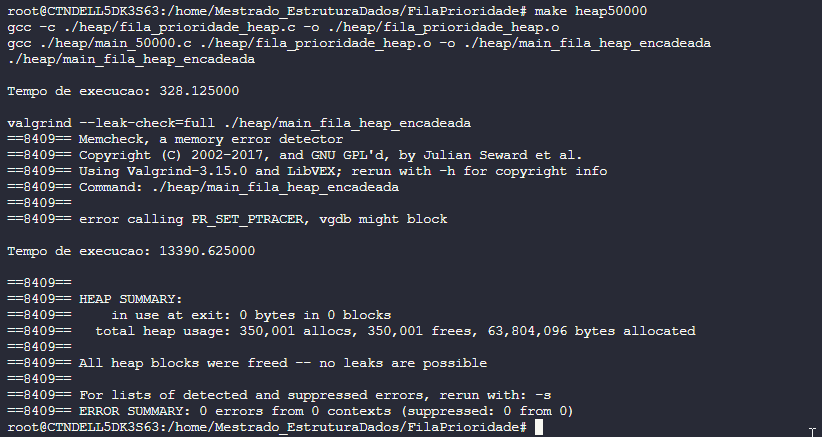 root@CTNDELL5DK3S63:/home/Mestrado_EstruturaDados/FilaPrioridade# make heap50000
gcc -c ./heap/fila_prioridade_heap.c -o ./heap/fila_prioridade_heap.o
gcc ./heap/main_50000.c ./heap/fila_prioridade_heap.o -o ./heap/main_fila_heap_encadeada
./heap/main_fila_heap_encadeada
Tempo de execucao: 328.125000
valgrind --leak-check=full ./heap/main_fila_heap_encadeada
==8409== Memcheck, a memory error detector
==8409== Copyright (C) 2002-2017, and GNU GPL'd, by Julian Seward et al.
==8409== Using Valgrind-3.15.0 and LibVEX; rerun with -h for copyright info
==8409== Command: ./heap/main_fila_heap_encadeada
==8409==
==8409== error calling PR_SET_PTRACER, vgdb might block
Tempo de execucao: 13390.625000
==8409==
==8409== HEAP SUMMARY:
==8409==     in use at exit: 0 bytes in 0 blocks
==8409==   total heap usage: 350,001 allocs, 350,001 frees, 63,804,096 bytes allocated
==8409==
==8409== All heap blocks were freed -- no leaks are possible
==8409==
==8409== For lists of detected and suppressed errors, rerun with: -s
==8409== ERROR SUMMARY: 0 errors from 0 contexts (suppressed: 0 from 0)
root@CTNDELL5DK3S63:/home/Mestrado_EstruturaDados/FilaPrioridade#